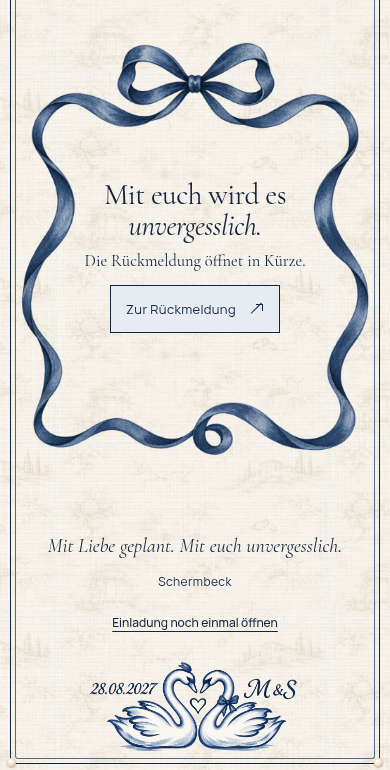 Mit euch wird es
unvergesslich.
Die Rückmeldung öffnet in Kürze.
Zur Rückmeldung
Mit Liebe geplant. Mit euch unvergesslich.
Schermbeck
Einladung noch einmal öffnen
28.08.2027 M&S